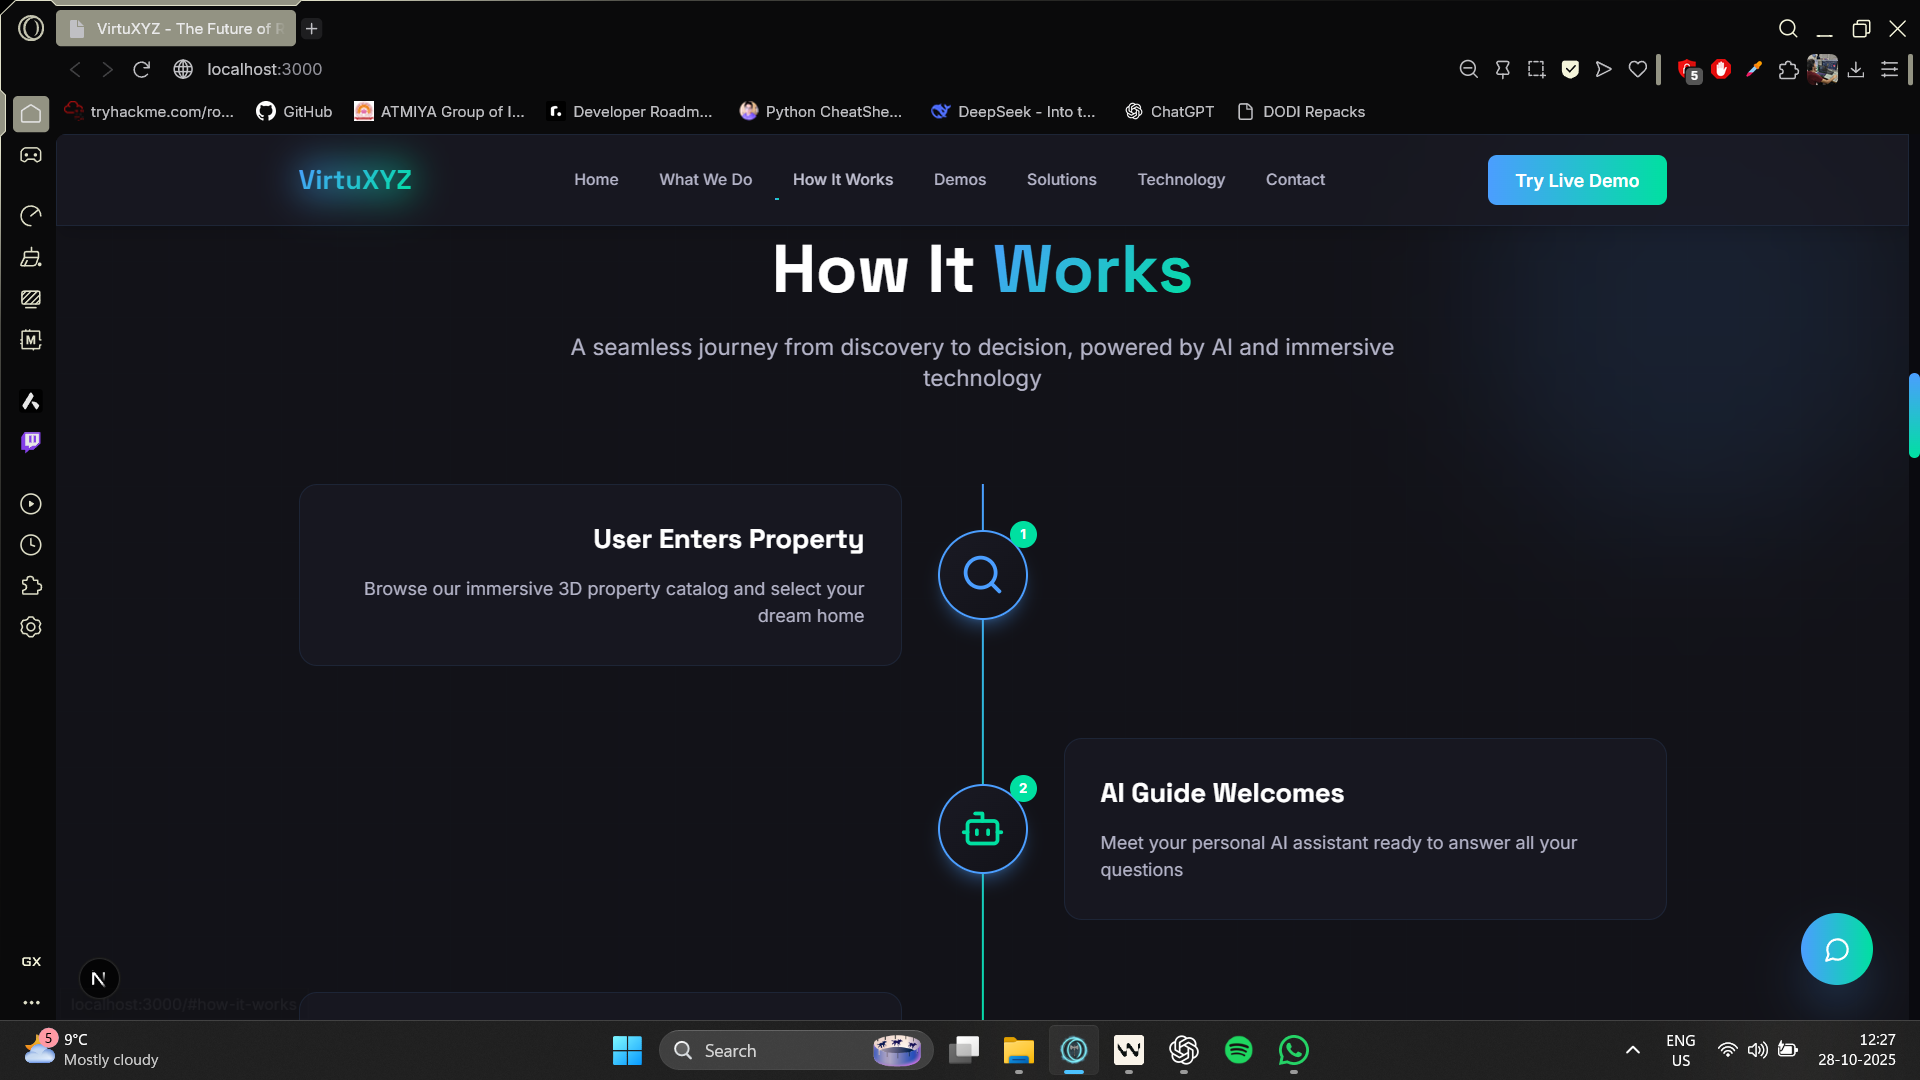 VirtuXYZ - The Future of R
localhost:3000
5
tryhackme.com/ro...
GitHub
ATMIYA Group of I...
Developer Roadm...
Python CheatShe...
DeepSeek - Into t...
ChatGPT
DODI Repacks
VirtuXYZ
Home
What We Do
How It Works
Demos
Solutions
Technology
Contact
Try Live Demo
How It Works
A seamless journey from discovery to decision, powered by AI and immersive
technology
1
User Enters Property
Browse our immersive 3D property catalog and select your
dream home
2
AI Guide Welcomes
Meet your personal AI assistant ready to answer all your
questions
M
GX
N
localhost:3000/#how-it-works
5
9°C
Mostly cloudy
Search
ENG
US
12:27
28-10-2025